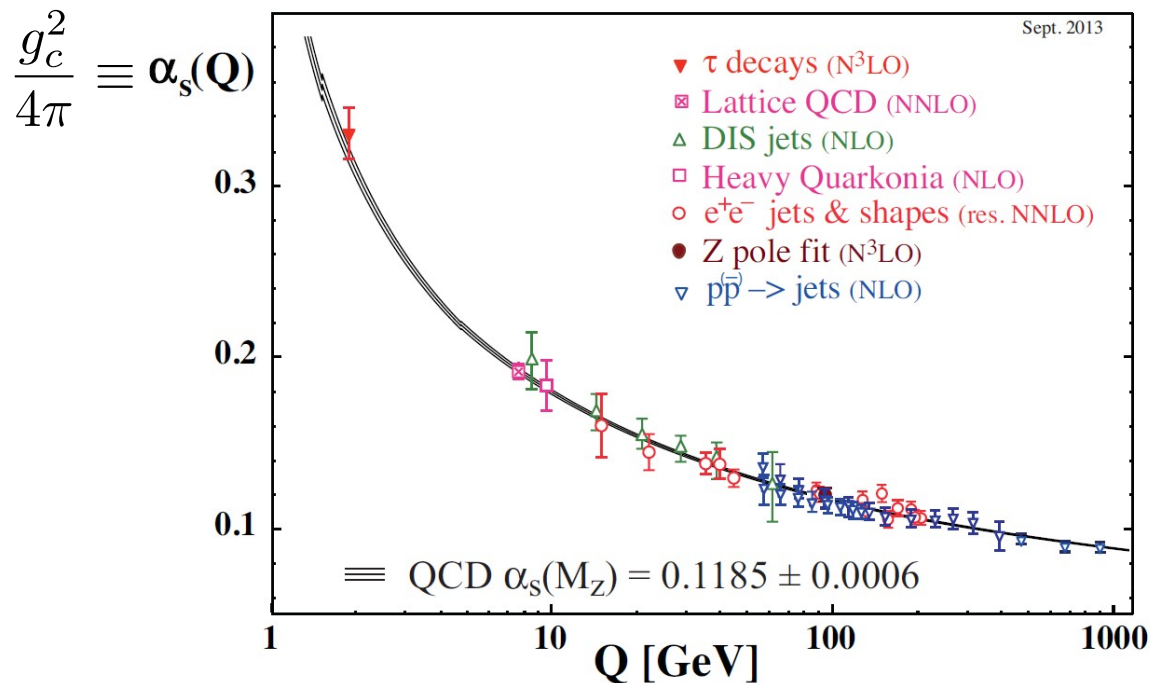 g_c^2 / 4π ≡ α_s(Q)
Sept. 2013
τ decays (N³LO)
Lattice QCD (NNLO)
DIS jets (NLO)
Heavy Quarkonia (NLO)
e⁺e⁻ jets & shapes (res. NNLO)
Z pole fit (N³LO)
pp̄ –> jets (NLO)
0.3
0.2
0.1
QCD α_s(M_Z) = 0.1185 ± 0.0006
1 10 100 1000
Q [GeV]